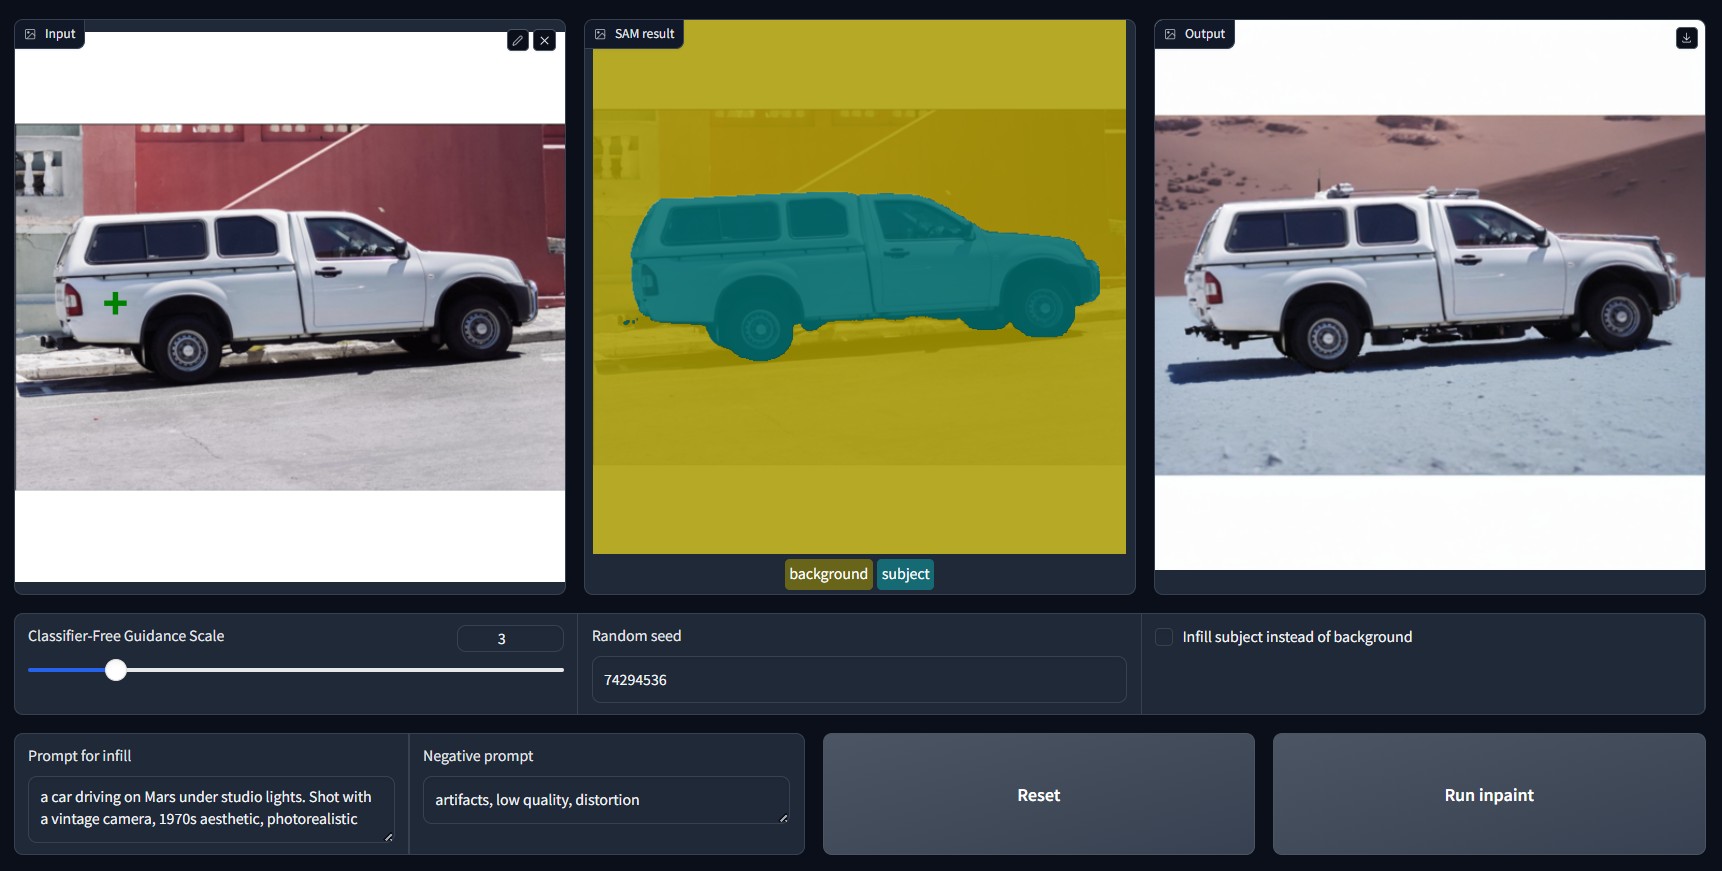 Input
SAM result
Output
background subject
Classifier-Free Guidance Scale
3
Random seed
74294536
Infill subject instead of background
Prompt for infill
a car driving on Mars under studio lights. Shot with
a vintage camera, 1970s aesthetic, photorealistic
Negative prompt
artifacts, low quality, distortion
Reset
Run inpaint